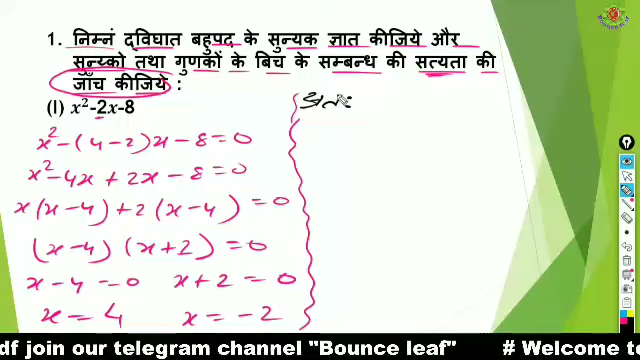 1. निम्नं द्विघात बहुपद के सुन्यक ज्ञात कीजिये और
सुन्य्को तथा गुणकों के बिच के सम्बन्ध की सत्यता की
जाँच कीजिये :
(I) x²-2x-8
x² - (4 - 2)x - 8 = 0
x² - 4x + 2x - 8 = 0
x(x - 4) + 2(x - 4) = 0
(x - 4) (x + 2) = 0
x - 4 = 0 x + 2 = 0
x = 4 x = -2
अतः
df join our telegram channel "Bounce leaf" # Welcome to